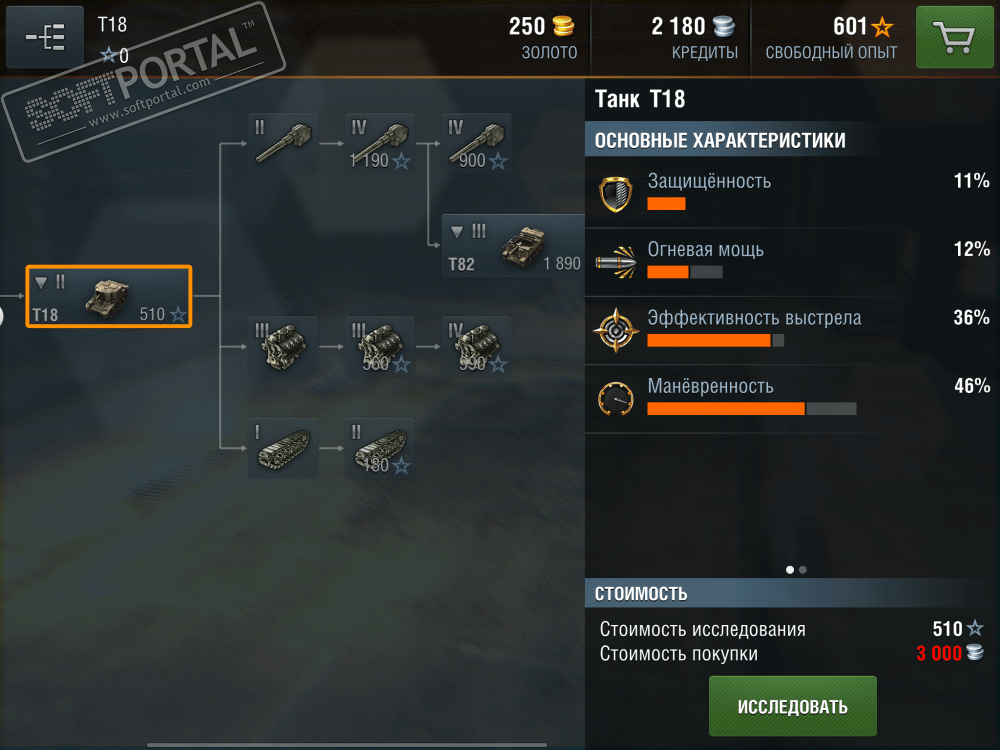 T18
0
250
ЗОЛОТО
2 180
КРЕДИТЫ
601
СВОБОДНЫЙ ОПЫТ
SOFTPORTAL™
www.softportal.com
II
IV
1 190
IV
900
III
T82
1 890
II
T18
510
III
III
560
IV
990
I
II
180
Танк T18
ОСНОВНЫЕ ХАРАКТЕРИСТИКИ
Защищённость 11%
Огневая мощь 12%
Эффективность выстрела 36%
Манёвренность 46%
СТОИМОСТЬ
Стоимость исследования 510
Стоимость покупки 3 000
ИССЛЕДОВАТЬ